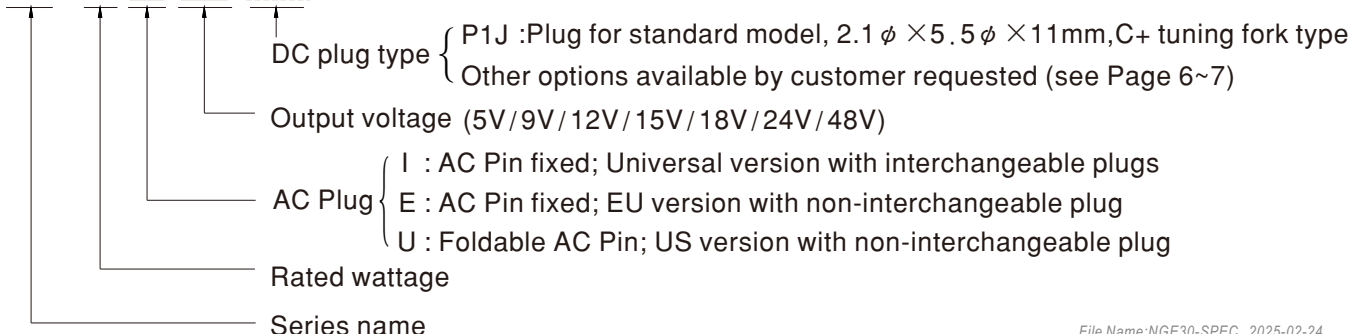 DC plug type
P1J :Plug for standard model, 2.1 φ ×5.5φ ×11mm,C+ tuning fork type
Other options available by customer requested (see Page 6~7)
Output voltage (5V/9V/12V/15V/18V/24V/48V)
AC Plug
I : AC Pin fixed; Universal version with interchangeable plugs
E : AC Pin fixed; EU version with non-interchangeable plug
U : Foldable AC Pin; US version with non-interchangeable plug
Rated wattage
Series name
File Name:NGE30-SPEC 2025-02-24